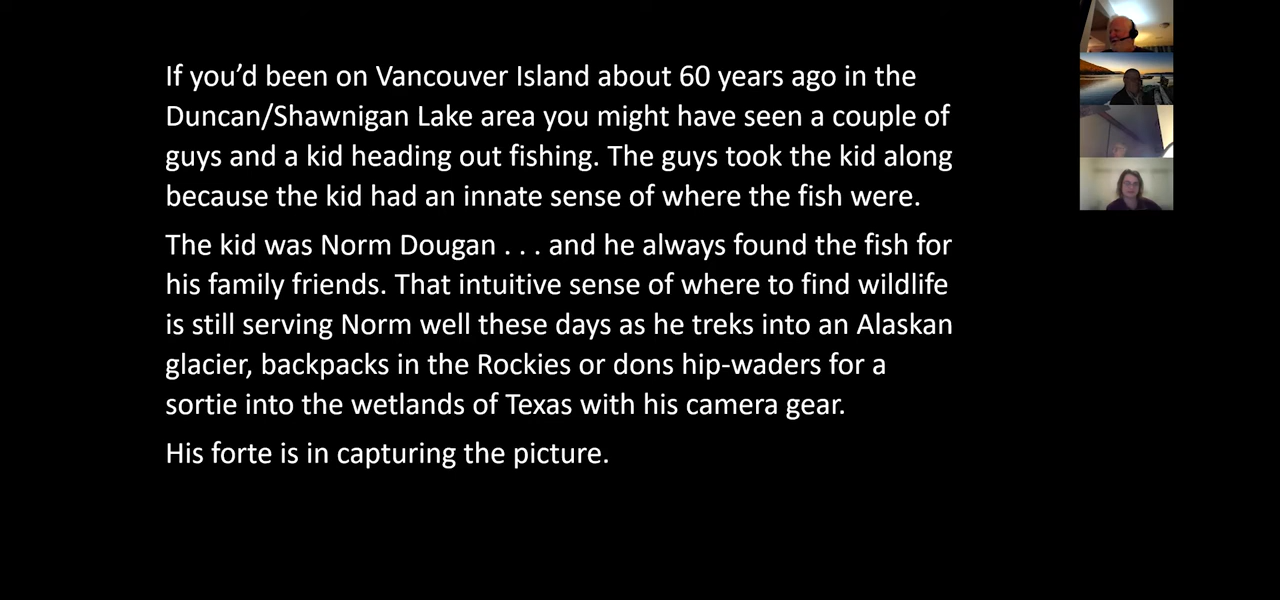 If you’d been on Vancouver Island about 60 years ago in the
Duncan/Shawnigan Lake area you might have seen a couple of
guys and a kid heading out fishing. The guys took the kid along
because the kid had an innate sense of where the fish were.
The kid was Norm Dougan . . . and he always found the fish for
his family friends. That intuitive sense of where to find wildlife
is still serving Norm well these days as he treks into an Alaskan
glacier, backpacks in the Rockies or dons hip-waders for a
sortie into the wetlands of Texas with his camera gear.
His forte is in capturing the picture.